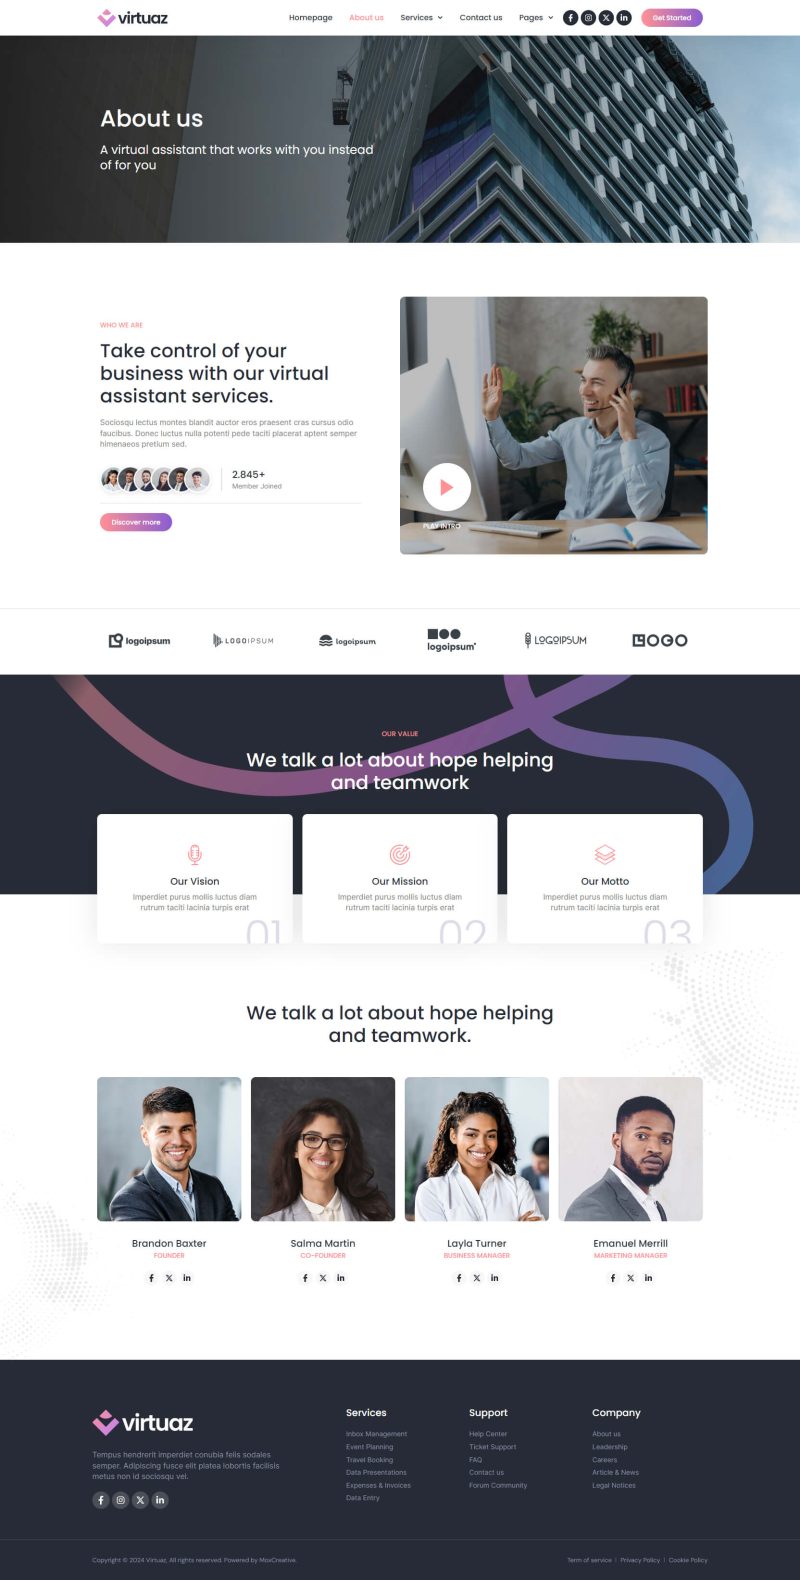 virtuaz
Homepage
About us
Services
Contact us
Pages
Get Started
About us
A virtual assistant that works with you instead
of for you
WHO WE ARE
Take control of your
business with our virtual
assistant services.
Sociosqu lectus montes blandit auctor eros praesent cras cursus odio
faucibus. Donec luctus nulla potenti pede taciti placerat aptent semper
himenaeos pretium sed.
2.845+
Member Joined
Discover more
PLAY INTRO
logoipsum
LOGOIPSUM
logoipsum
logoipsum
LOGOIPSUM
LOGO
OUR VALUE
We talk a lot about hope helping
and teamwork
Our Vision
Imperdiet purus mollis luctus diam
rutrum taciti lacinia turpis erat
01
Our Mission
Imperdiet purus mollis luctus diam
rutrum taciti lacinia turpis erat
02
Our Motto
Imperdiet purus mollis luctus diam
rutrum taciti lacinia turpis erat
03
We talk a lot about hope helping
and teamwork.
Brandon Baxter
FOUNDER
Salma Martin
CO-FOUNDER
Layla Turner
BUSINESS MANAGER
Emanuel Merrill
MARKETING MANAGER
virtuaz
Tempus hendrerit imperdiet conubia felis sodales
semper. Adipiscing fusce elit platea lobortis facilisis
metus non id sociosqu vel.
Services
Inbox Management
Event Planning
Travel Booking
Data Presentations
Expenses & Invoices
Data Entry
Support
Help Center
Ticket Support
FAQ
Contact us
Forum Community
Company
About us
Leadership
Careers
Article & News
Legal Notices
Copyright © 2024 Virtuaz, All rights reserved. Powered by MoxCreative.
Term of service | Privacy Policy | Cookie Policy